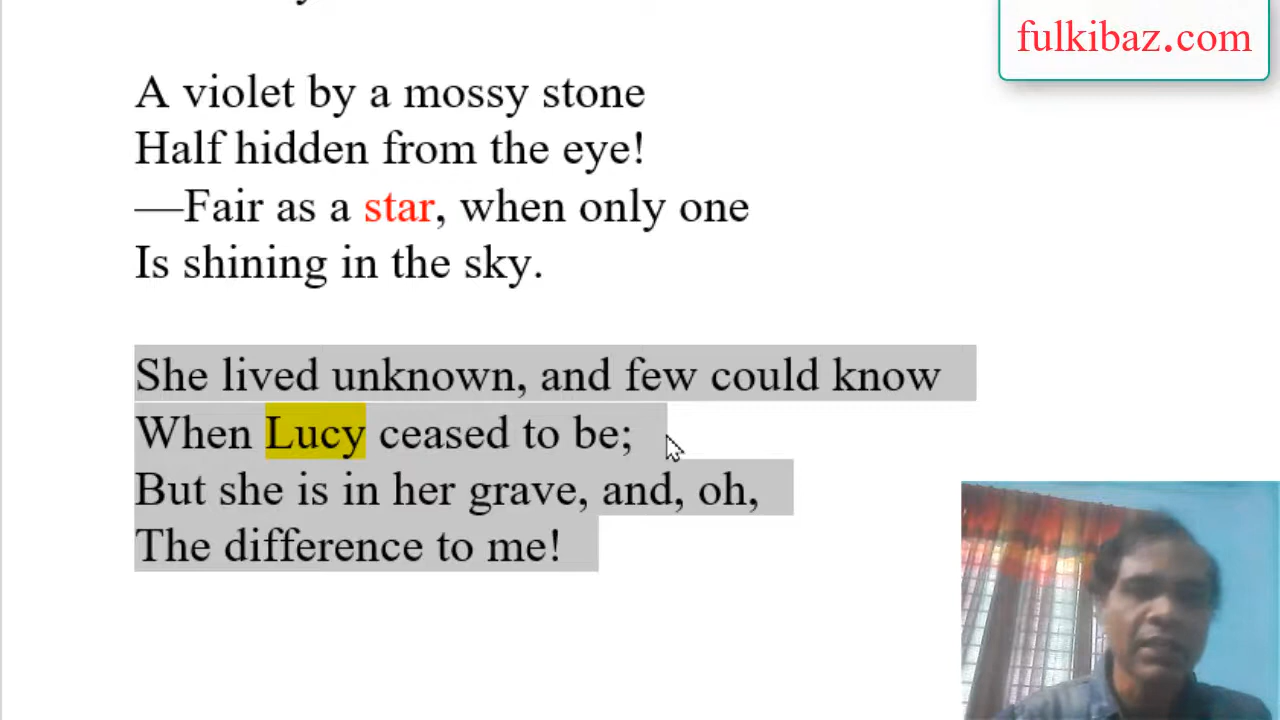 fulkibaz.com
A violet by a mossy stone
Half hidden from the eye!
—Fair as a star, when only one
Is shining in the sky.
She lived unknown, and few could know
When Lucy ceased to be;
But she is in her grave, and, oh,
The difference to me!